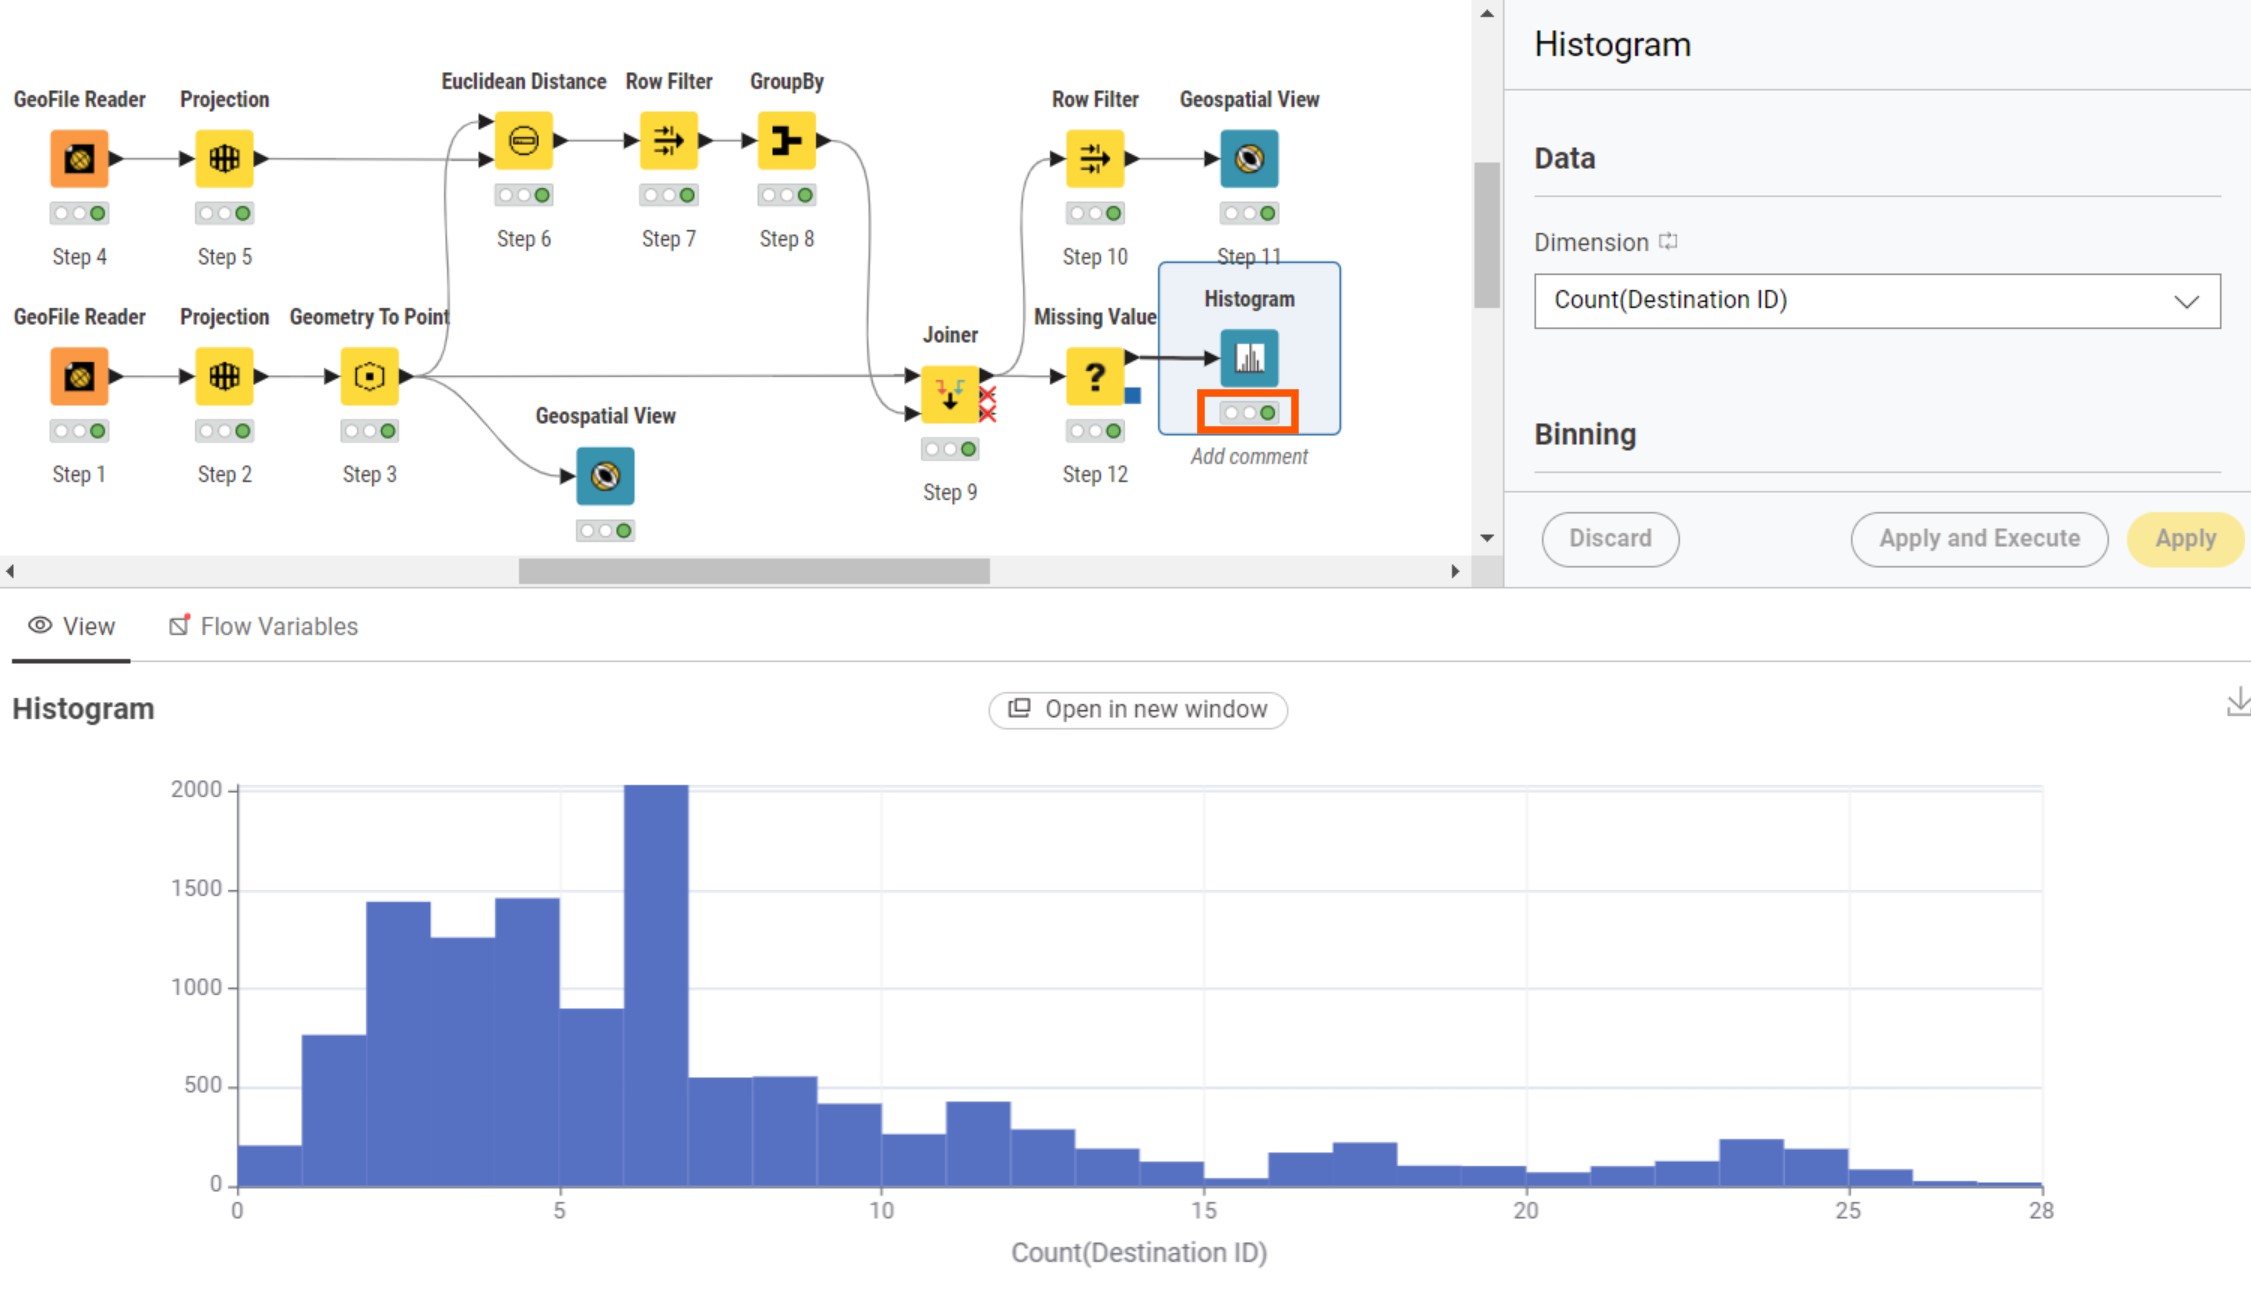 Euclidean Distance Row Filter GroupBy
GeoFile Reader Projection Row Filter Geospatial View
Step 6 Step 7 Step 8
Step 4 Step 5 Step 10 Step 11
Histogram
GeoFile Reader Projection Geometry To Point Missing Value
Joiner
?
Geospatial View
Add comment
Step 1 Step 2 Step 3 Step 12
Step 9
Histogram
Data
Dimension
Count(Destination ID)
Binning
Discard Apply and Execute Apply
View Flow Variables
Histogram Open in new window
2000
1500
1000
500
0
0 5 10 15 20 25 28
Count(Destination ID)